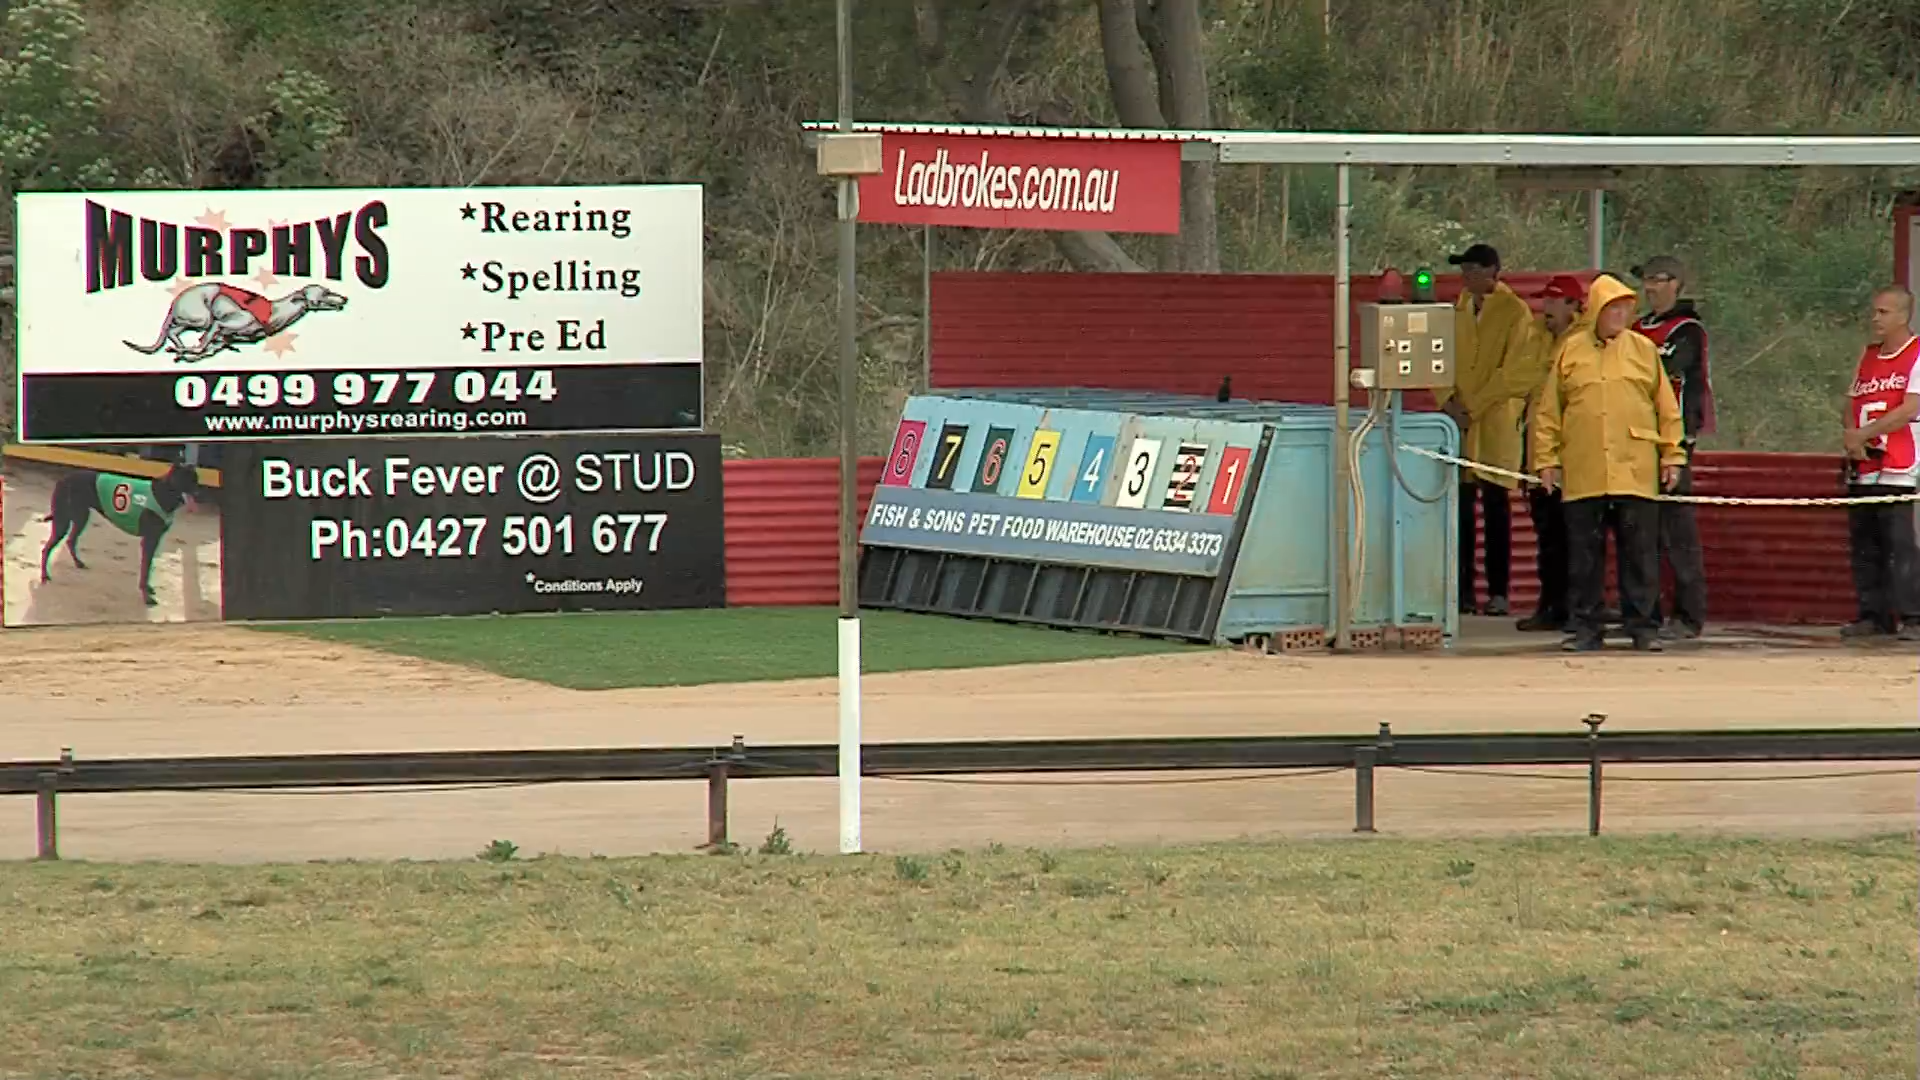 MURPHYS
*Rearing
*Spelling
*Pre Ed
0499 977 044
www.murphysrearing.com
Buck Fever @ STUD
Ph:0427 501 677
*Conditions Apply
6
Ladbrokes.com.au
8 7 6 5 4 3 2 1
FISH & SONS PET FOOD WAREHOUSE 02 6334 3373
Ladbrokes